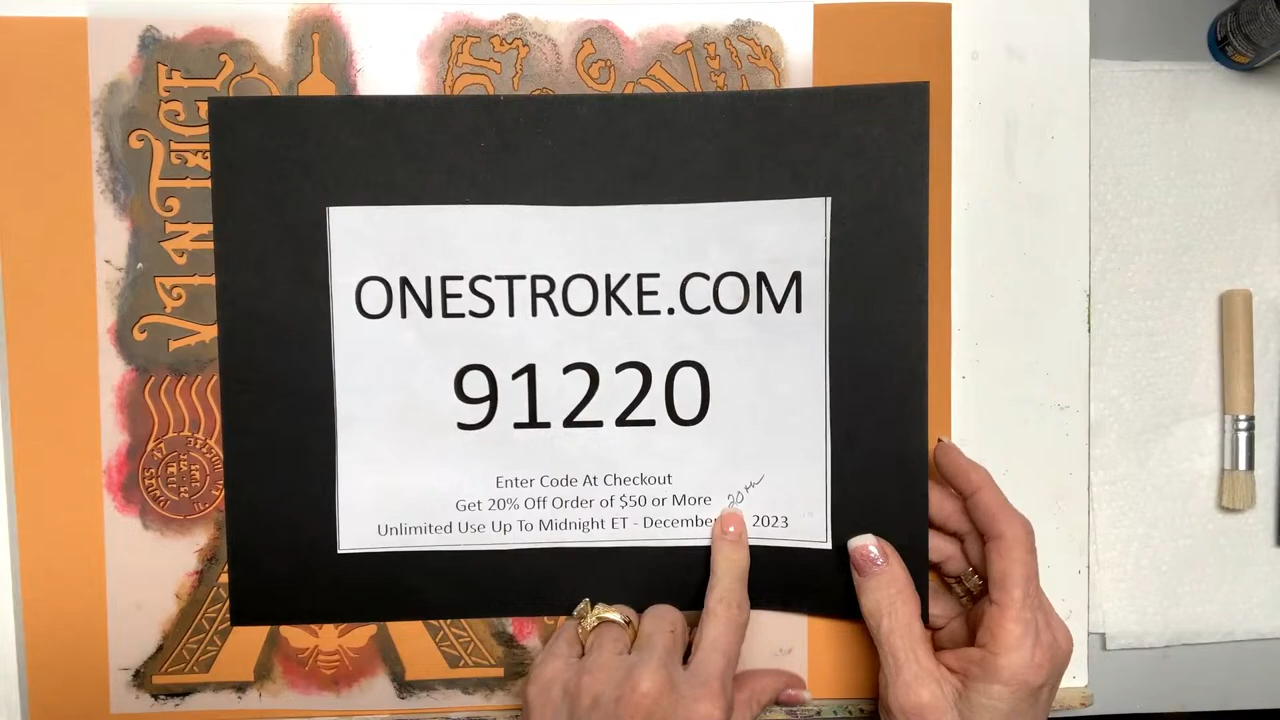 VINTAGE
ONESTROKE.COM
91220
Enter Code At Checkout
Get 20% Off Order of $50 or More
20th
Unlimited Use Up To Midnight ET - December 2023